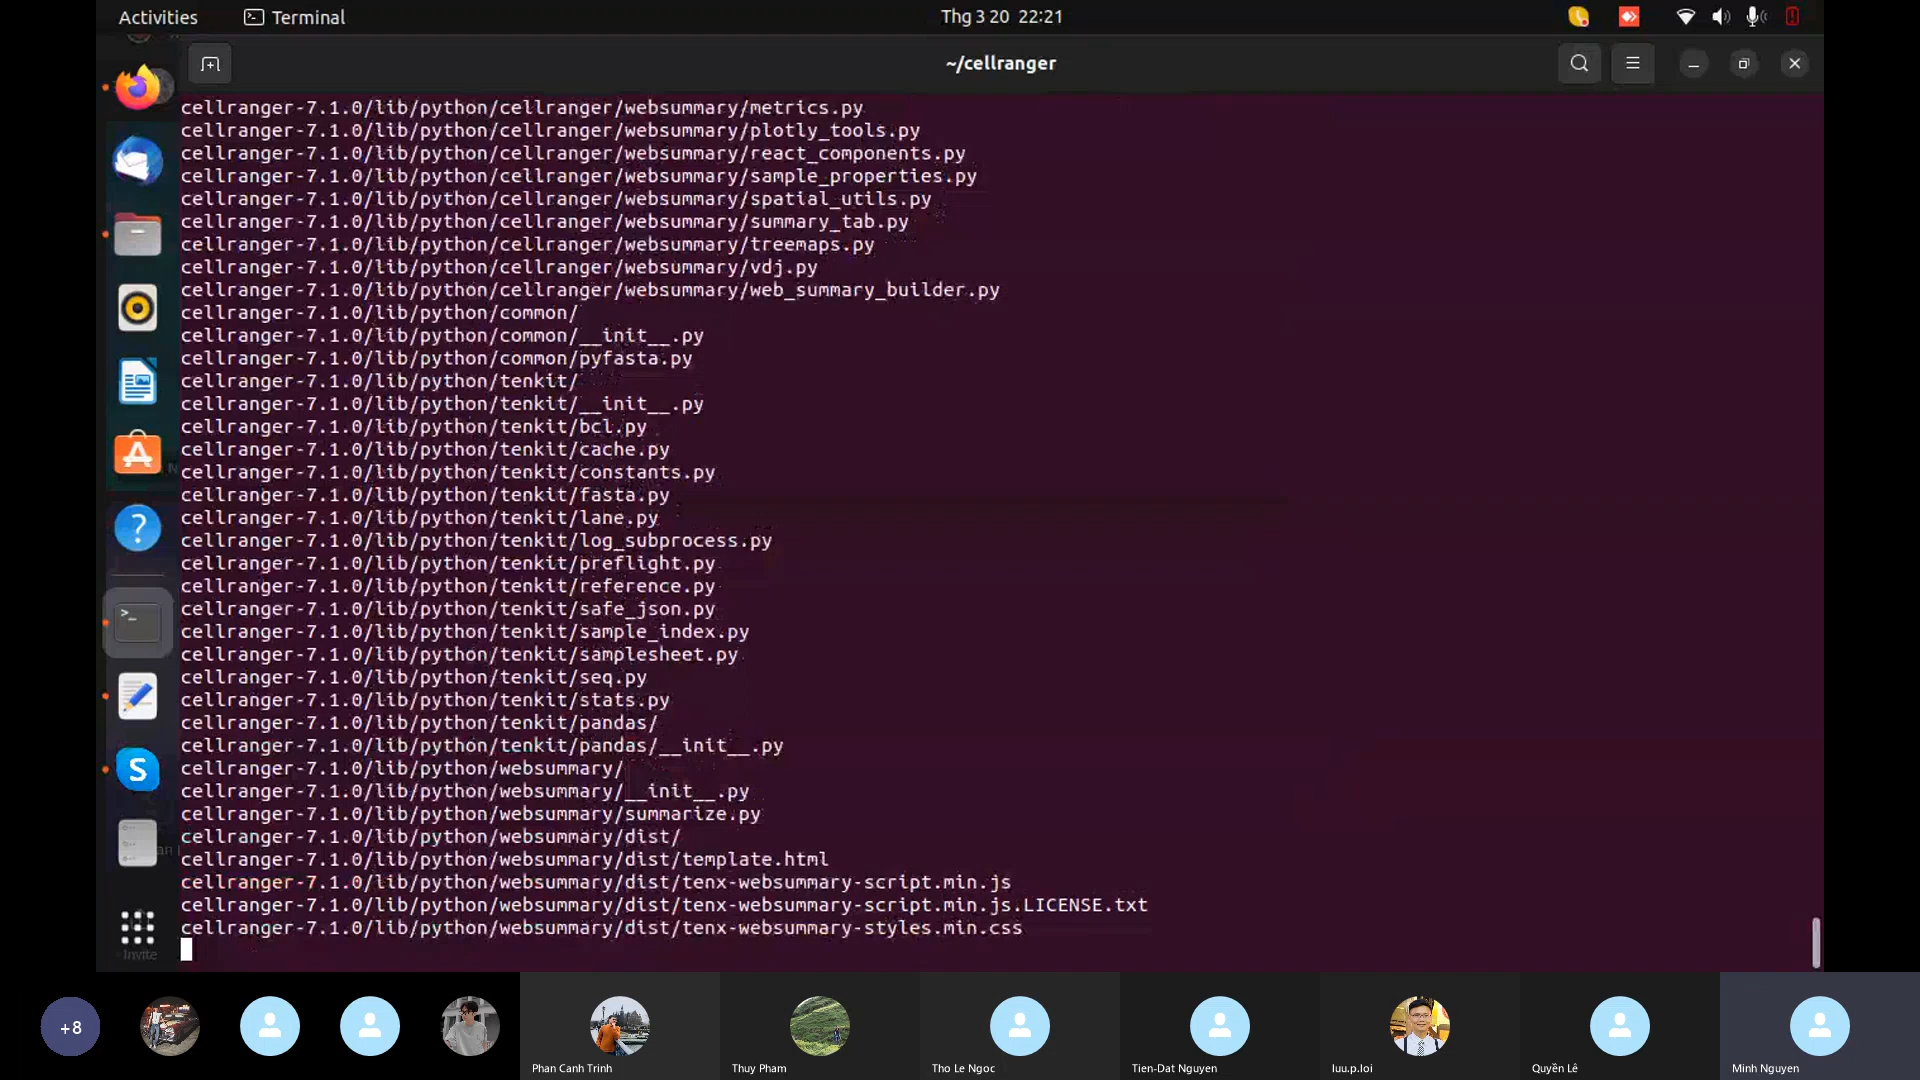 Activities
Terminal
Thg 3 20 22:21
~/cellranger
cellranger-7.1.0/lib/python/cellranger/websummary/metrics.py
cellranger-7.1.0/lib/python/cellranger/websummary/plotly_tools.py
cellranger-7.1.0/lib/python/cellranger/websummary/react_components.py
cellranger-7.1.0/lib/python/cellranger/websummary/sample_properties.py
cellranger-7.1.0/lib/python/cellranger/websummary/spatial_utils.py
cellranger-7.1.0/lib/python/cellranger/websummary/summary_tab.py
cellranger-7.1.0/lib/python/cellranger/websummary/treemaps.py
cellranger-7.1.0/lib/python/cellranger/websummary/vdj.py
cellranger-7.1.0/lib/python/cellranger/websummary/web_summary_builder.py
cellranger-7.1.0/lib/python/common/
cellranger-7.1.0/lib/python/common/__init__.py
cellranger-7.1.0/lib/python/common/pyfasta.py
cellranger-7.1.0/lib/python/tenkit/
cellranger-7.1.0/lib/python/tenkit/__init__.py
cellranger-7.1.0/lib/python/tenkit/bcl.py
cellranger-7.1.0/lib/python/tenkit/cache.py
cellranger-7.1.0/lib/python/tenkit/constants.py
cellranger-7.1.0/lib/python/tenkit/fasta.py
cellranger-7.1.0/lib/python/tenkit/lane.py
cellranger-7.1.0/lib/python/tenkit/log_subprocess.py
cellranger-7.1.0/lib/python/tenkit/preflight.py
cellranger-7.1.0/lib/python/tenkit/reference.py
cellranger-7.1.0/lib/python/tenkit/safe_json.py
cellranger-7.1.0/lib/python/tenkit/sample_index.py
cellranger-7.1.0/lib/python/tenkit/samplesheet.py
cellranger-7.1.0/lib/python/tenkit/seq.py
cellranger-7.1.0/lib/python/tenkit/stats.py
cellranger-7.1.0/lib/python/tenkit/pandas/
cellranger-7.1.0/lib/python/tenkit/pandas/__init__.py
cellranger-7.1.0/lib/python/websummary/
cellranger-7.1.0/lib/python/websummary/__init__.py
cellranger-7.1.0/lib/python/websummary/summarize.py
cellranger-7.1.0/lib/python/websummary/dist/
cellranger-7.1.0/lib/python/websummary/dist/template.html
cellranger-7.1.0/lib/python/websummary/dist/tenx-websummary-script.min.js
cellranger-7.1.0/lib/python/websummary/dist/tenx-websummary-script.min.js.LICENSE.txt
cellranger-7.1.0/lib/python/websummary/dist/tenx-websummary-styles.min.css
Invite
+8
Phan Canh Trinh
Thuy Pham
Tho Le Ngoc
Tien-Dat Nguyen
luu.p.loi
Quyền Lê
Minh Nguyen